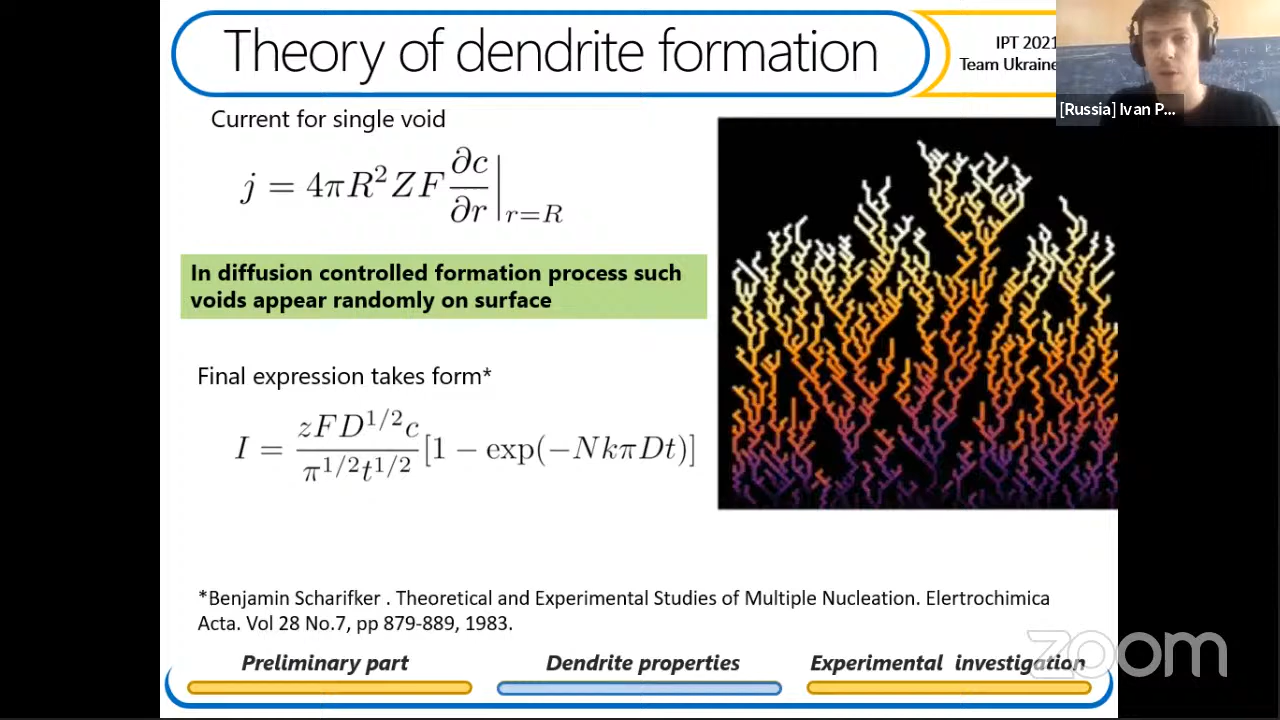 Theory of dendrite formation
IPT 2021
Team Ukraine
[Russia] Ivan P...
Current for single void
j = 4πR²ZF ∂c/∂r|_{r=R}
In diffusion controlled formation process such
voids appear randomly on surface
Final expression takes form*
I = zFD^{1/2}c/π^{1/2}t^{1/2} [1 − exp(−NkπDt)]
*Benjamin Scharifker . Theoretical and Experimental Studies of Multiple Nucleation. Elertrochimica
Acta. Vol 28 No.7, pp 879-889, 1983.
Preliminary part
Dendrite properties
Experimental investigation
zoom